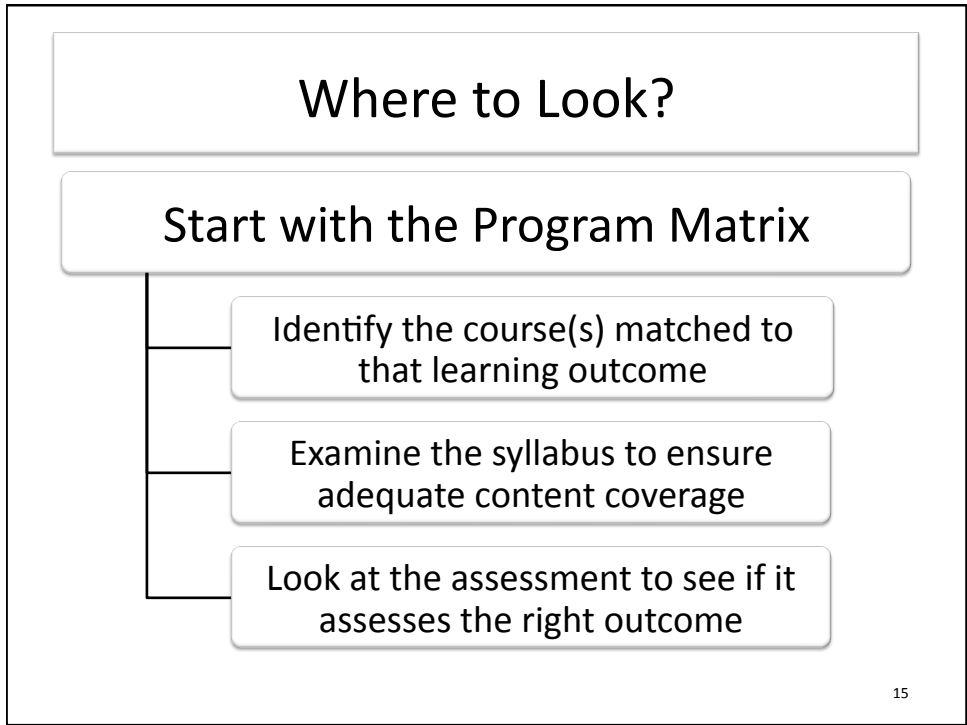 Where to Look?
Start with the Program Matrix
Identify the course(s) matched to
that learning outcome
Examine the syllabus to ensure
adequate content coverage
Look at the assessment to see if it
assesses the right outcome
15